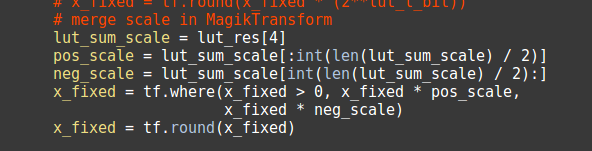 # x_fixed = tf.round(x_fixed * (2**lut_t_bit))
# merge scale in MagikTransform
lut_sum_scale = lut_res[4]
pos_scale = lut_sum_scale[:int(len(lut_sum_scale) / 2)]
neg_scale = lut_sum_scale[int(len(lut_sum_scale) / 2):]
x_fixed = tf.where(x_fixed > 0, x_fixed * pos_scale,
x_fixed * neg_scale)
x_fixed = tf.round(x_fixed)